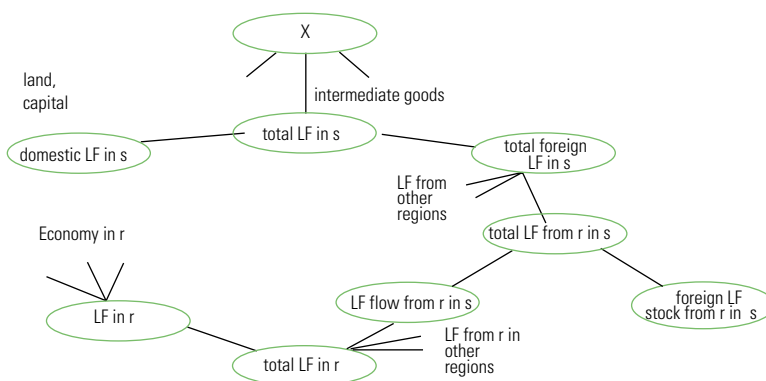 X
land,
capital
intermediate goods
total LF in s
domestic LF in s
total foreign
LF in s
LF from
other
regions
total LF from r in s
Economy in r
LF flow from r in s
foreign LF
stock from r in s
LF in r
LF from r in
other
regions
total LF in r